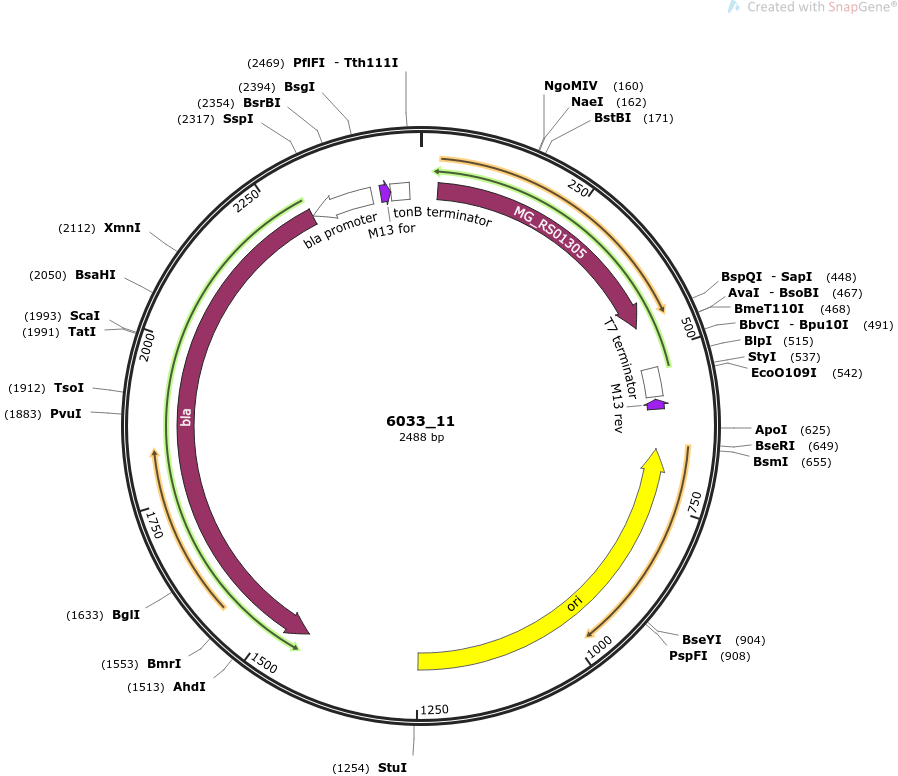 Created with SnapGene®
(2469) PflFI - Tth111I
(2394) BsgI
(2354) BsrBI
(2317) SspI
NgoMIV (160)
NaeI (162)
BstBI (171)
2250
250
bla promoter
M13 for
tonB terminator
MG_RS01305
(2112) XmnI
(2050) BsaHI
(1993) ScaI
(1991) TatI
2000
(1912) TsoI
(1883) PvuI
BspQI - SapI (448)
AvaI - BsoBI (467)
BmeT110I (468)
BbvCI - Bpu10I (491)
BlpI (515)
StyI (537)
EcoO109I (542)
500
T7 terminator
M13 rev
bla
6033_11
2488 bp
ApoI (625)
BseRI (649)
BsmI (655)
750
1750
ori
(1633) BglI
(1553) BmrI
(1513) AhdI
1500
1000
BseYI (904)
PspFI (908)
1250
(1254) StuI